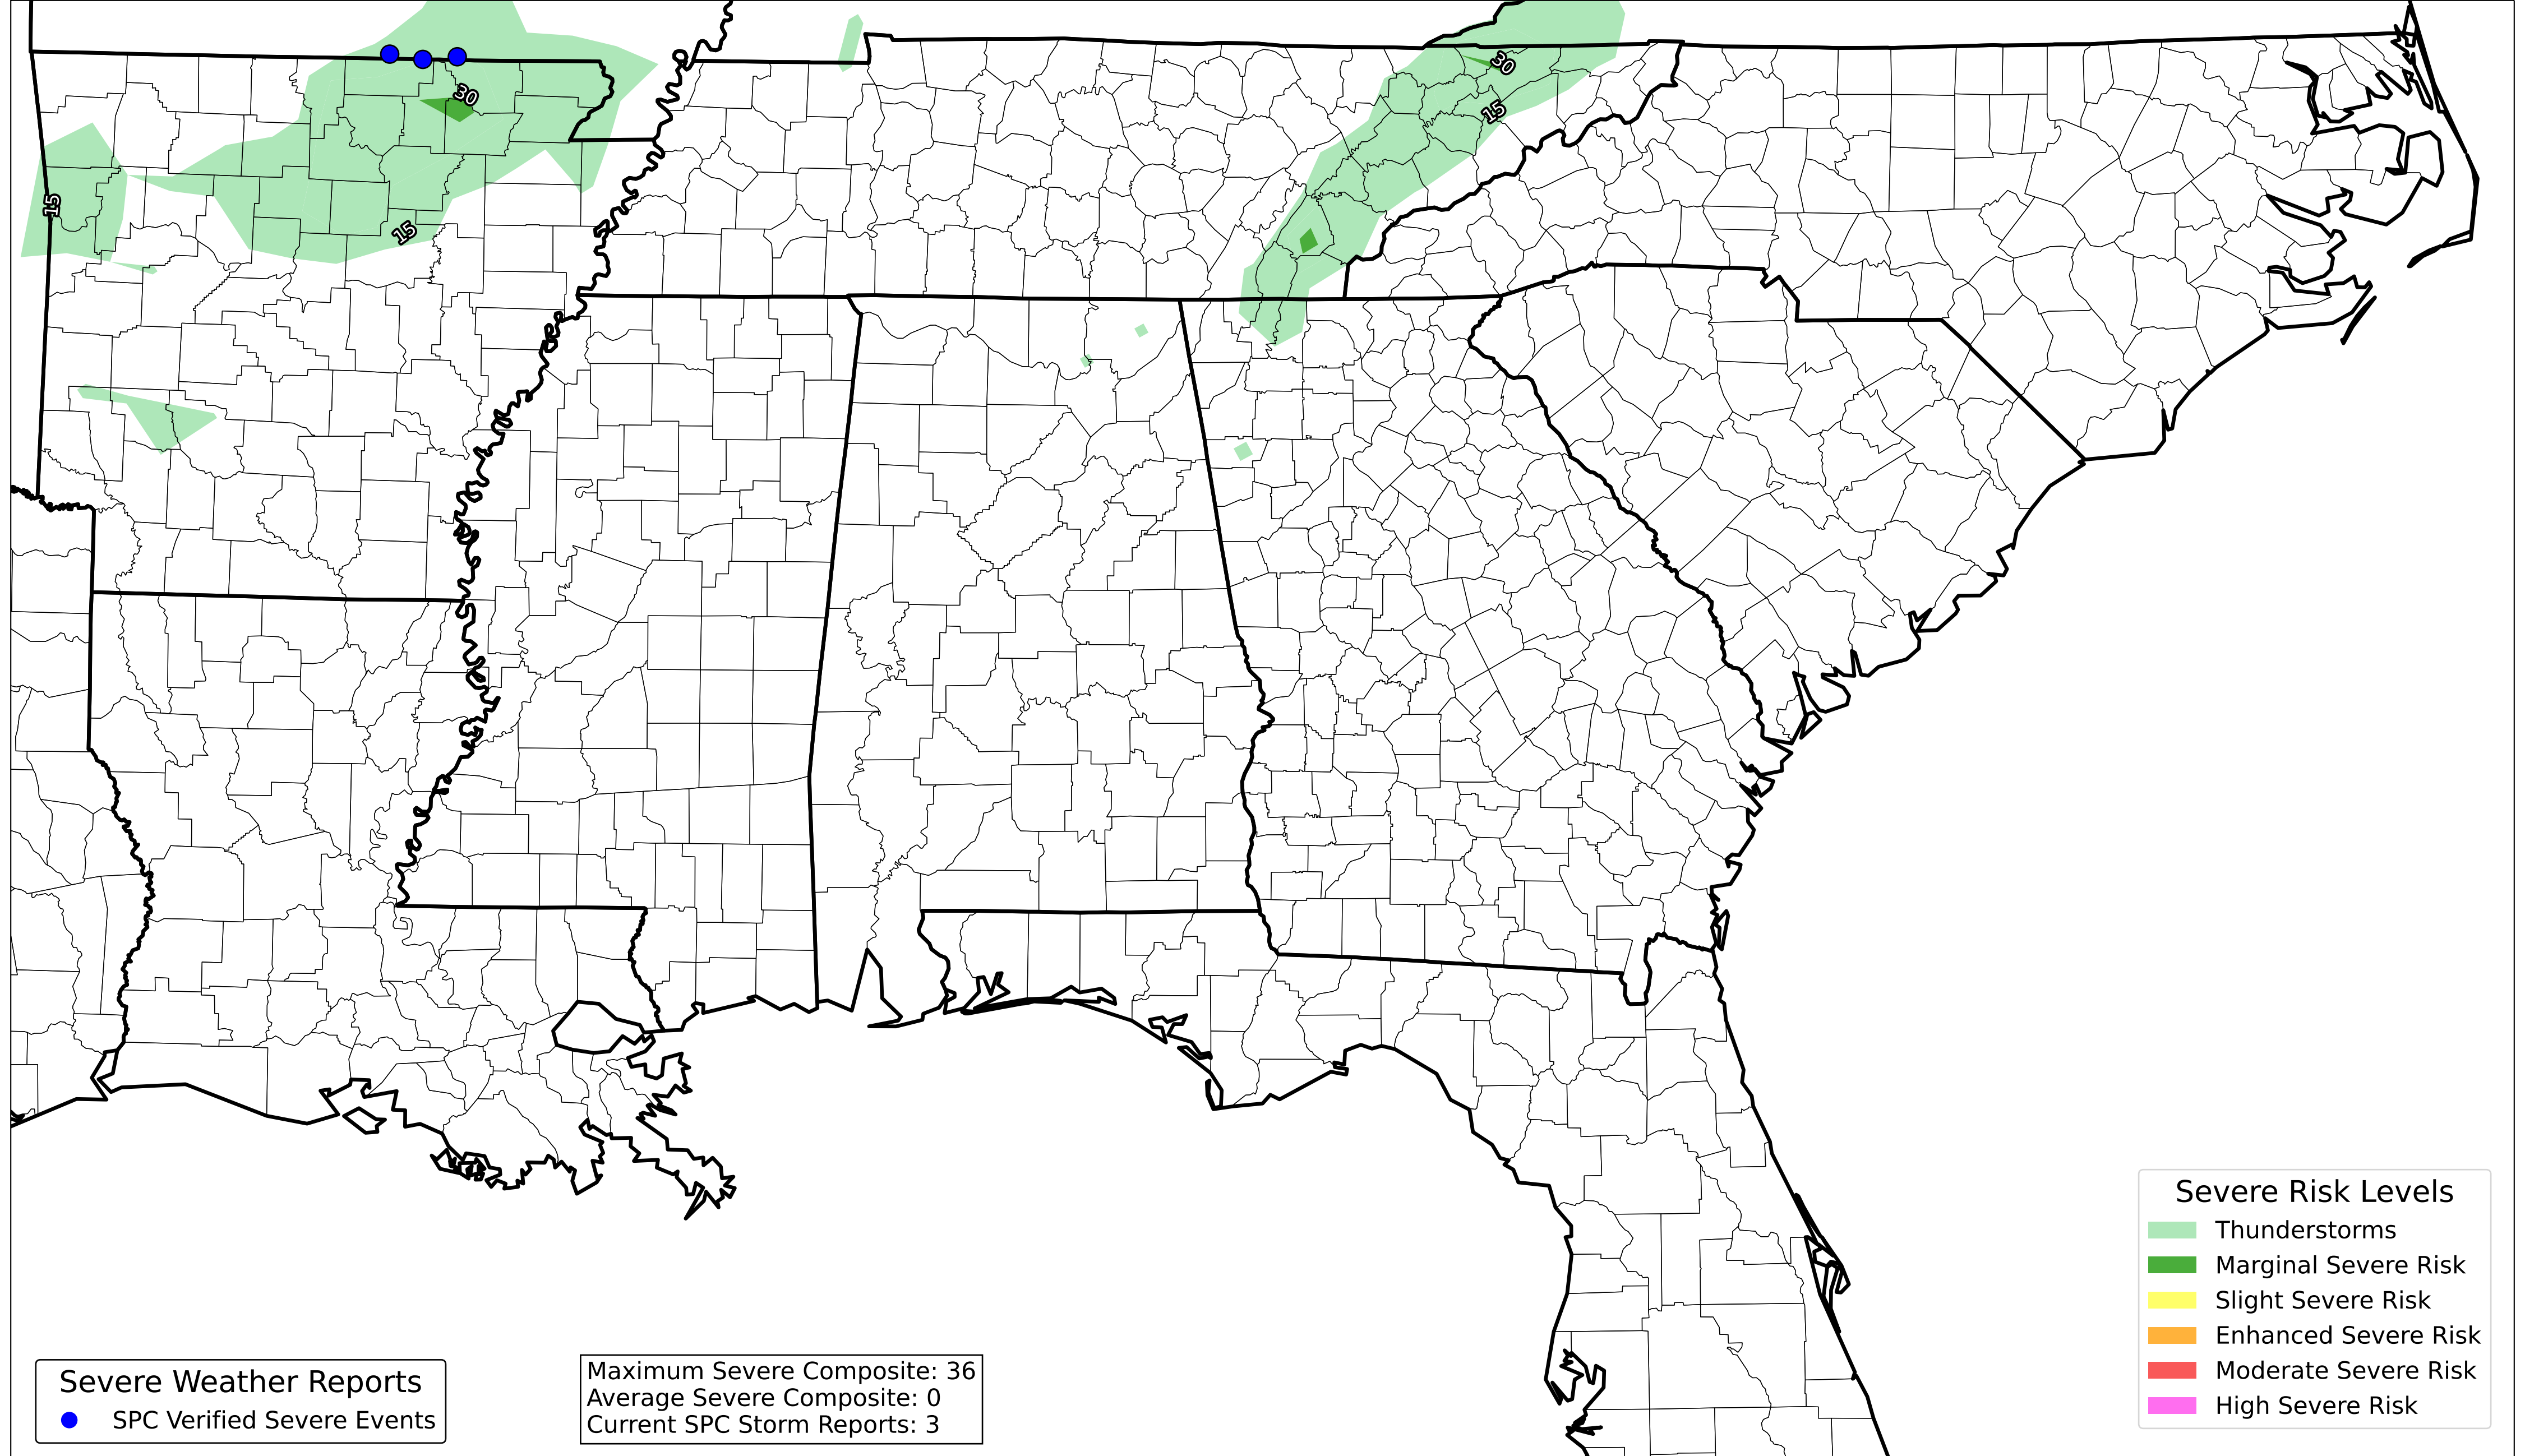 30
30
15
15
15
Severe Risk Levels
Thunderstorms
Marginal Severe Risk
Slight Severe Risk
Enhanced Severe Risk
Moderate Severe Risk
High Severe Risk
Severe Weather Reports
SPC Verified Severe Events
Maximum Severe Composite: 36
Average Severe Composite: 0
Current SPC Storm Reports: 3